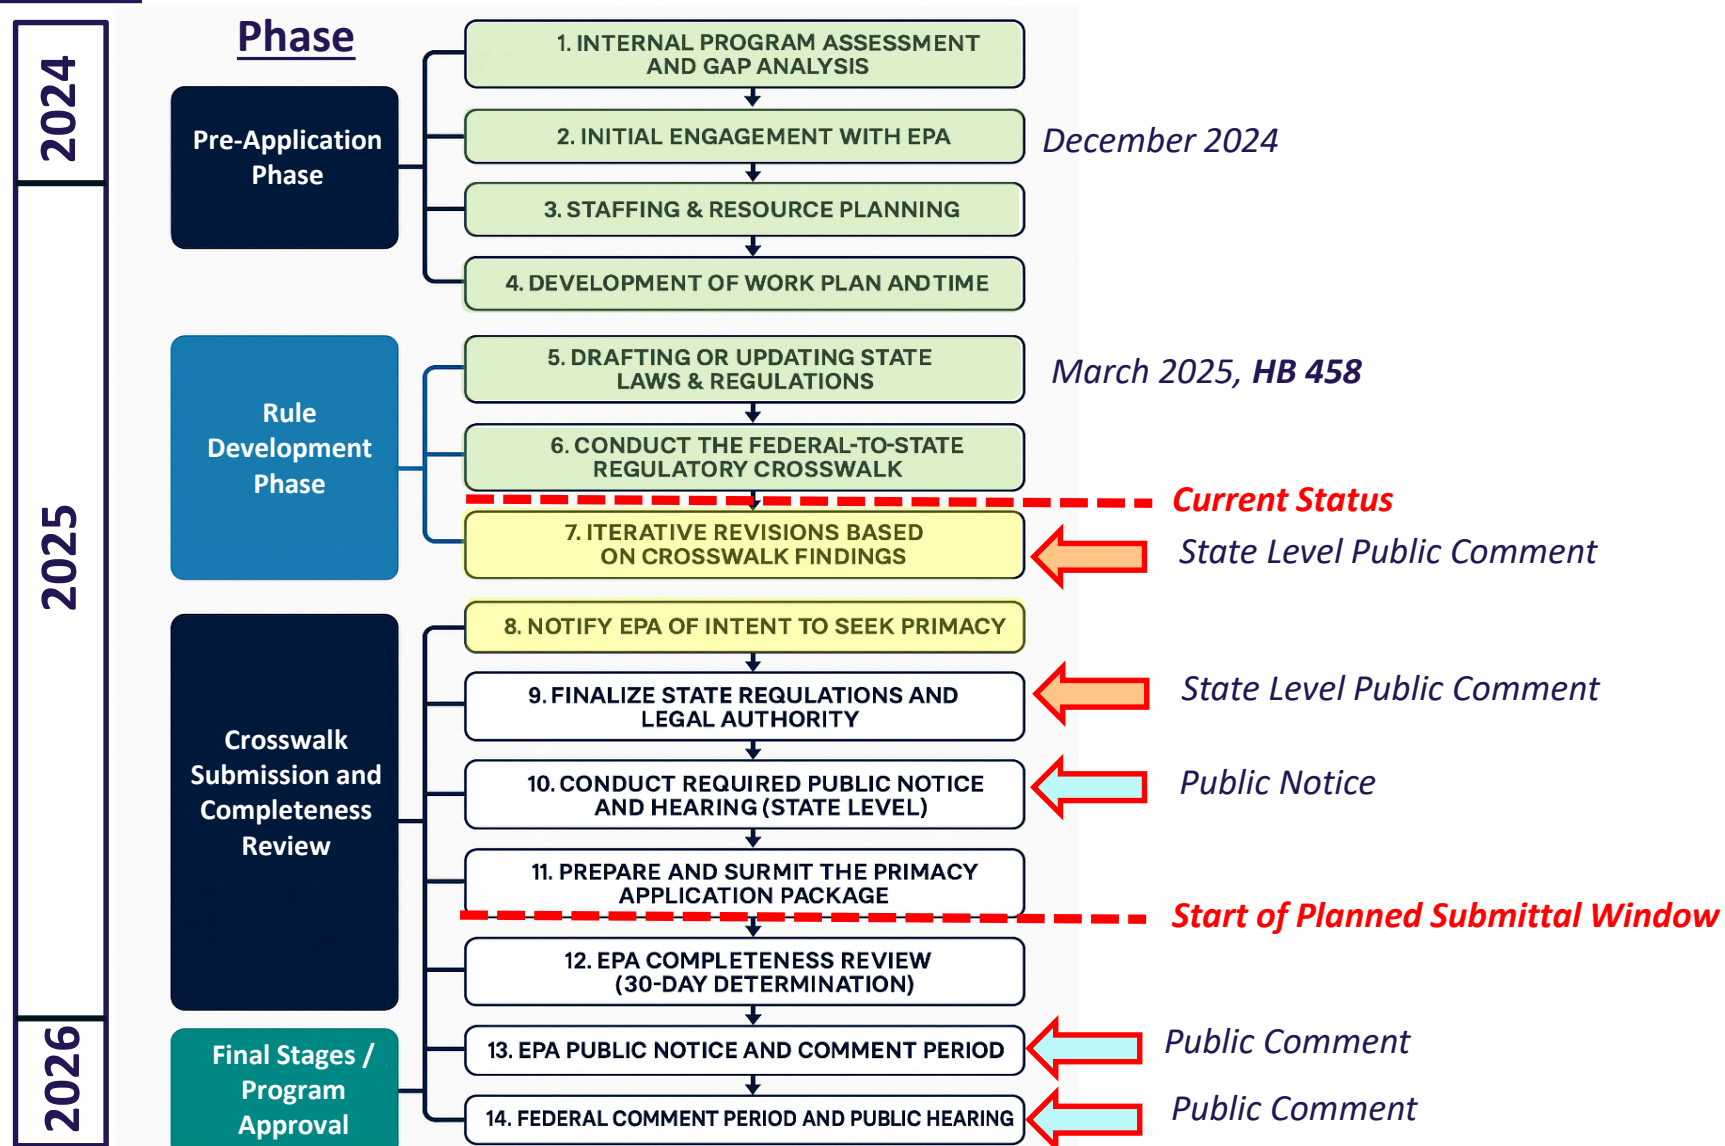 2024
2025
2026
Phase
Pre-Application
Phase
1. INTERNAL PROGRAM ASSESSMENT
AND GAP ANALYSIS
2. INITIAL ENGAGEMENT WITH EPA
December 2024
3. STAFFING & RESOURCE PLANNING
4. DEVELOPMENT OF WORK PLAN AND TIME
Rule
Development
Phase
5. DRAFTING OR UPDATING STATE
LAWS & REGULATIONS
March 2025, HB 458
6. CONDUCT THE FEDERAL-TO-STATE
REGULATORY CROSSWALK
Current Status
7. ITERATIVE REVISIONS BASED
ON CROSSWALK FINDINGS
State Level Public Comment
Crosswalk
Submission and
Completeness
Review
8. NOTIFY EPA OF INTENT TO SEEK PRIMACY
9. FINALIZE STATE REQULATIONS AND
LEGAL AUTHORITY
State Level Public Comment
10. CONDUCT REQUIRED PUBLIC NOTICE
AND HEARING (STATE LEVEL)
Public Notice
11. PREPARE AND SURMIT THE PRIMACY
APPLICATION PACKAGE
Start of Planned Submittal Window
12. EPA COMPLETENESS REVIEW
(30-DAY DETERMINATION)
Final Stages /
Program
Approval
13. EPA PUBLIC NOTICE AND COMMENT PERIOD
Public Comment
14. FEDERAL COMMENT PERIOD AND PUBLIC HEARING
Public Comment